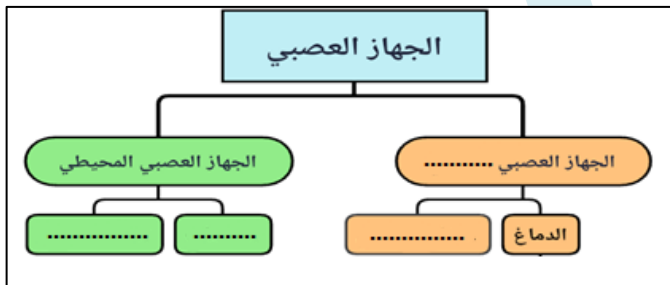 الجهاز العصبي
الجهاز العصبي ...........
الجهاز العصبي المحيطي
الدماغ
...............
..........
................